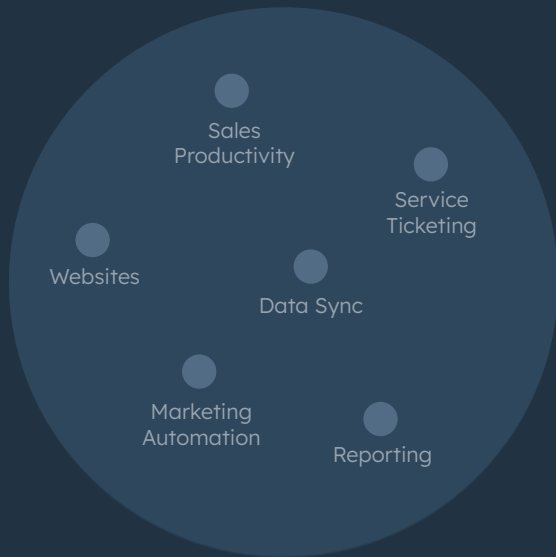 Sales
Productivity
Service
Ticketing
Websites
Data Sync
Marketing
Automation
Reporting